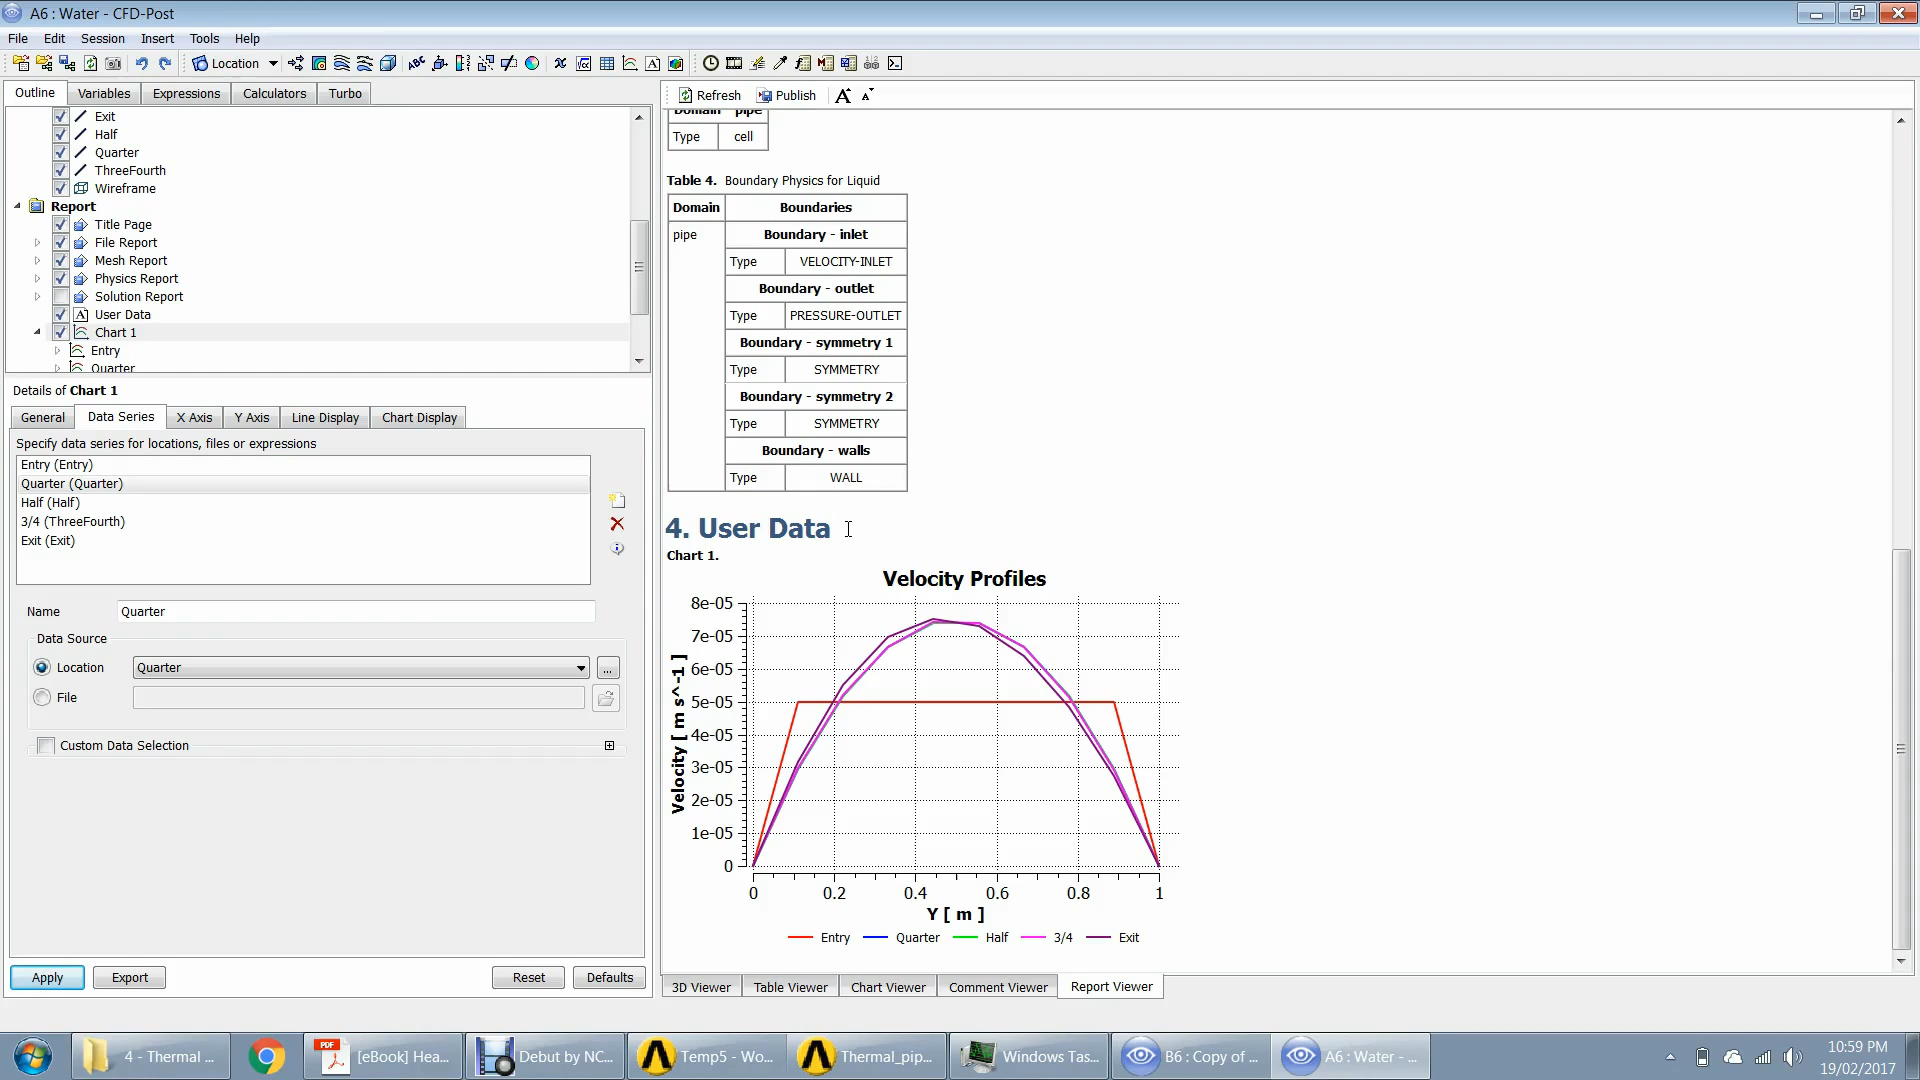 A6 : Water - CFD-Post
File Edit Session Insert Tools Help
Location
Outline Variables Expressions Calculators Turbo
Exit
Half
Quarter
ThreeFourth
Wireframe
Report
Title Page
File Report
Mesh Report
Physics Report
Solution Report
User Data
Chart 1
Entry
Quarter
Details of Chart 1
General Data Series X Axis Y Axis Line Display Chart Display
Specify data series for locations, files or expressions
Entry (Entry)
Quarter (Quarter)
Half (Half)
3/4 (ThreeFourth)
Exit (Exit)
Name Quarter
Data Source
Location Quarter ...
File
Custom Data Selection
Apply Export Reset Defaults
Refresh Publish
Domain - pipe
Type cell
Table 4. Boundary Physics for Liquid
Domain Boundaries
pipe Boundary - inlet
Type VELOCITY-INLET
Boundary - outlet
Type PRESSURE-OUTLET
Boundary - symmetry 1
Type SYMMETRY
Boundary - symmetry 2
Type SYMMETRY
Boundary - walls
Type WALL
4. User Data
Chart 1.
Velocity Profiles
Velocity [ m s^-1 ]
8e-05
7e-05
6e-05
5e-05
4e-05
3e-05
2e-05
1e-05
0
0 0.2 0.4 0.6 0.8 1
Y [ m ]
Entry Quarter Half 3/4 Exit
3D Viewer Table Viewer Chart Viewer Comment Viewer Report Viewer
4 - Thermal ... PDF [eBook] Hea... Debut by NC... Temp5 - Wo... Thermal_pip... Windows Tas... B6 : Copy of ... A6 : Water - ...
10:59 PM
19/02/2017